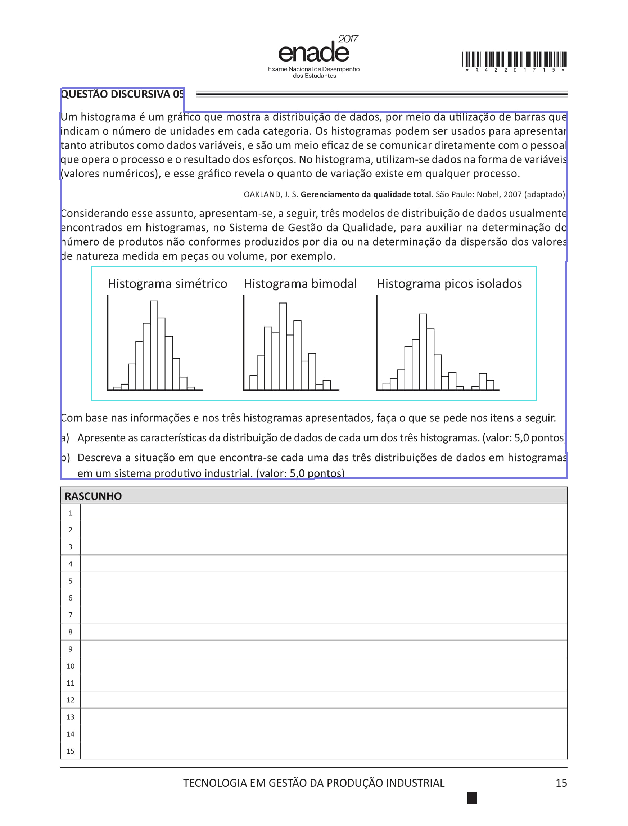 2017
enade
Exame Nacional de Desempenho
dos Estudantes
*R4220171 5*
QUESTÃO DISCURSIVA 05
Um histograma é um gráfico que mostra a distribuição de dados, por meio da utilização de barras que
indicam o número de unidades em cada categoria. Os histogramas podem ser usados para apresentar
tanto atributos como dados variáveis, e são um meio eficaz de se comunicar diretamente com o pessoal
que opera o processo e o resultado dos esforços. No histograma, utilizam-se dados na forma de variáveis
(valores numéricos), e esse gráfico revela o quanto de variação existe em qualquer processo.
OAKLAND, J. S. Gerenciamento da qualidade total. São Paulo: Nobel, 2007 (adaptado)
Considerando esse assunto, apresentam-se, a seguir, três modelos de distribuição de dados usualmente
encontrados em histogramas, no Sistema de Gestão da Qualidade, para auxiliar na determinação do
número de produtos não conformes produzidos por dia ou na determinação da dispersão dos valores
de natureza medida em peças ou volume, por exemplo.
Histograma simétrico Histograma bimodal Histograma picos isolados
Com base nas informações e nos três histogramas apresentados, faça o que se pede nos itens a seguir.
a) Apresente as características da distribuição de dados de cada um dos três histogramas. (valor: 5,0 pontos
b) Descreva a situação em que encontra-se cada uma das três distribuições de dados em histogramas
em um sistema produtivo industrial. (valor: 5,0 pontos)
RASCUNHO
1
2
3
4
5
6
7
8
9
10
11
12
13
14
15
TECNOLOGIA EM GESTÃO DA PRODUÇÃO INDUSTRIAL 15